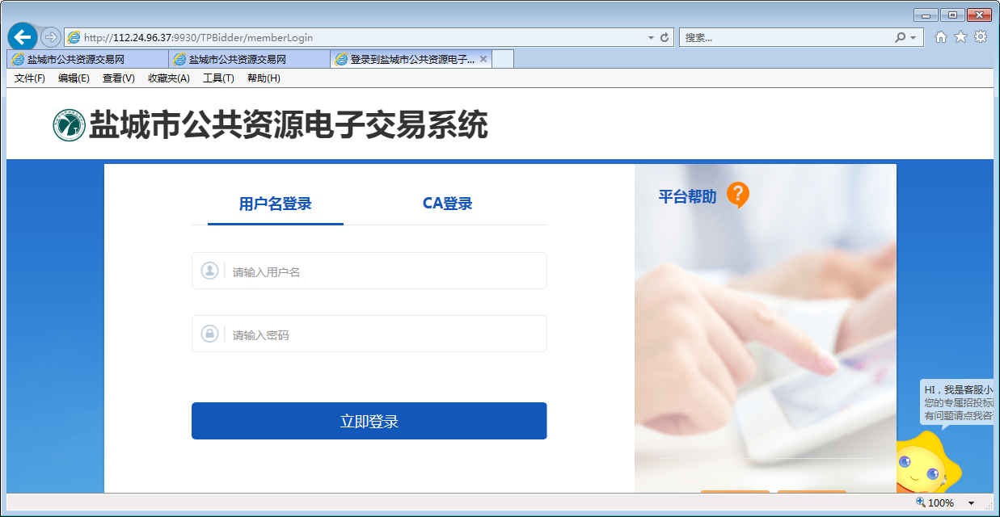 http://112.24.96.37:9930/TPBidder/memberLogin
搜索...
盐城市公共资源交易网
盐城市公共资源交易网
登录到盐城市公共资源电子...
文件(F) 编辑(E) 查看(V) 收藏夹(A) 工具(T) 帮助(H)
盐城市公共资源电子交易系统
用户名登录 CA登录
请输入用户名
请输入密码
立即登录
平台帮助
HI，我是客服小
您的专属招投标
有问题请点我咨
100%